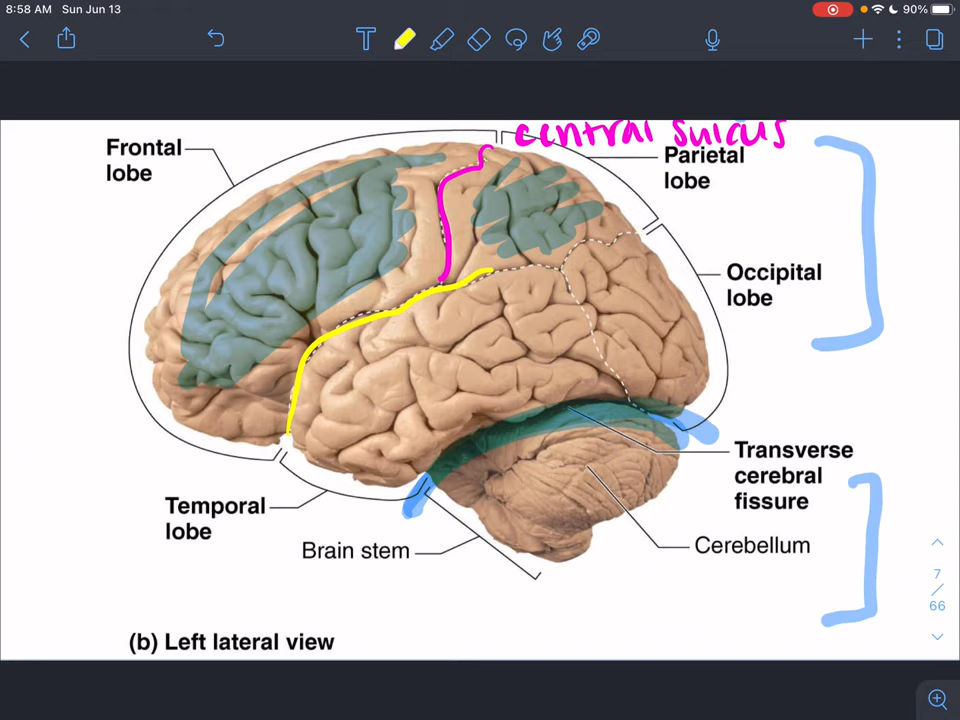 8:58 AM Sun Jun 13
90%
T
central sulcus
Frontal
lobe
Parietal
lobe
Occipital
lobe
Transverse
cerebral
fissure
Temporal
lobe
Brain stem
Cerebellum
7
/
66
(b) Left lateral view